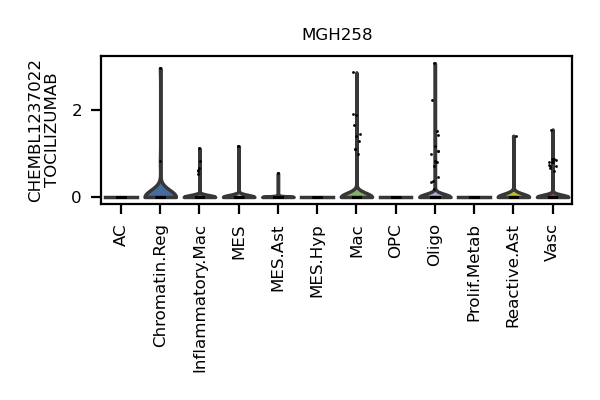 MGH258
CHEMBL1237022
TOCILIZUMAB
2
0
AC
Chromatin.Reg
Inflammatory.Mac
MES
MES.Ast
MES.Hyp
Mac
OPC
Oligo
Prolif.Metab
Reactive.Ast
Vasc